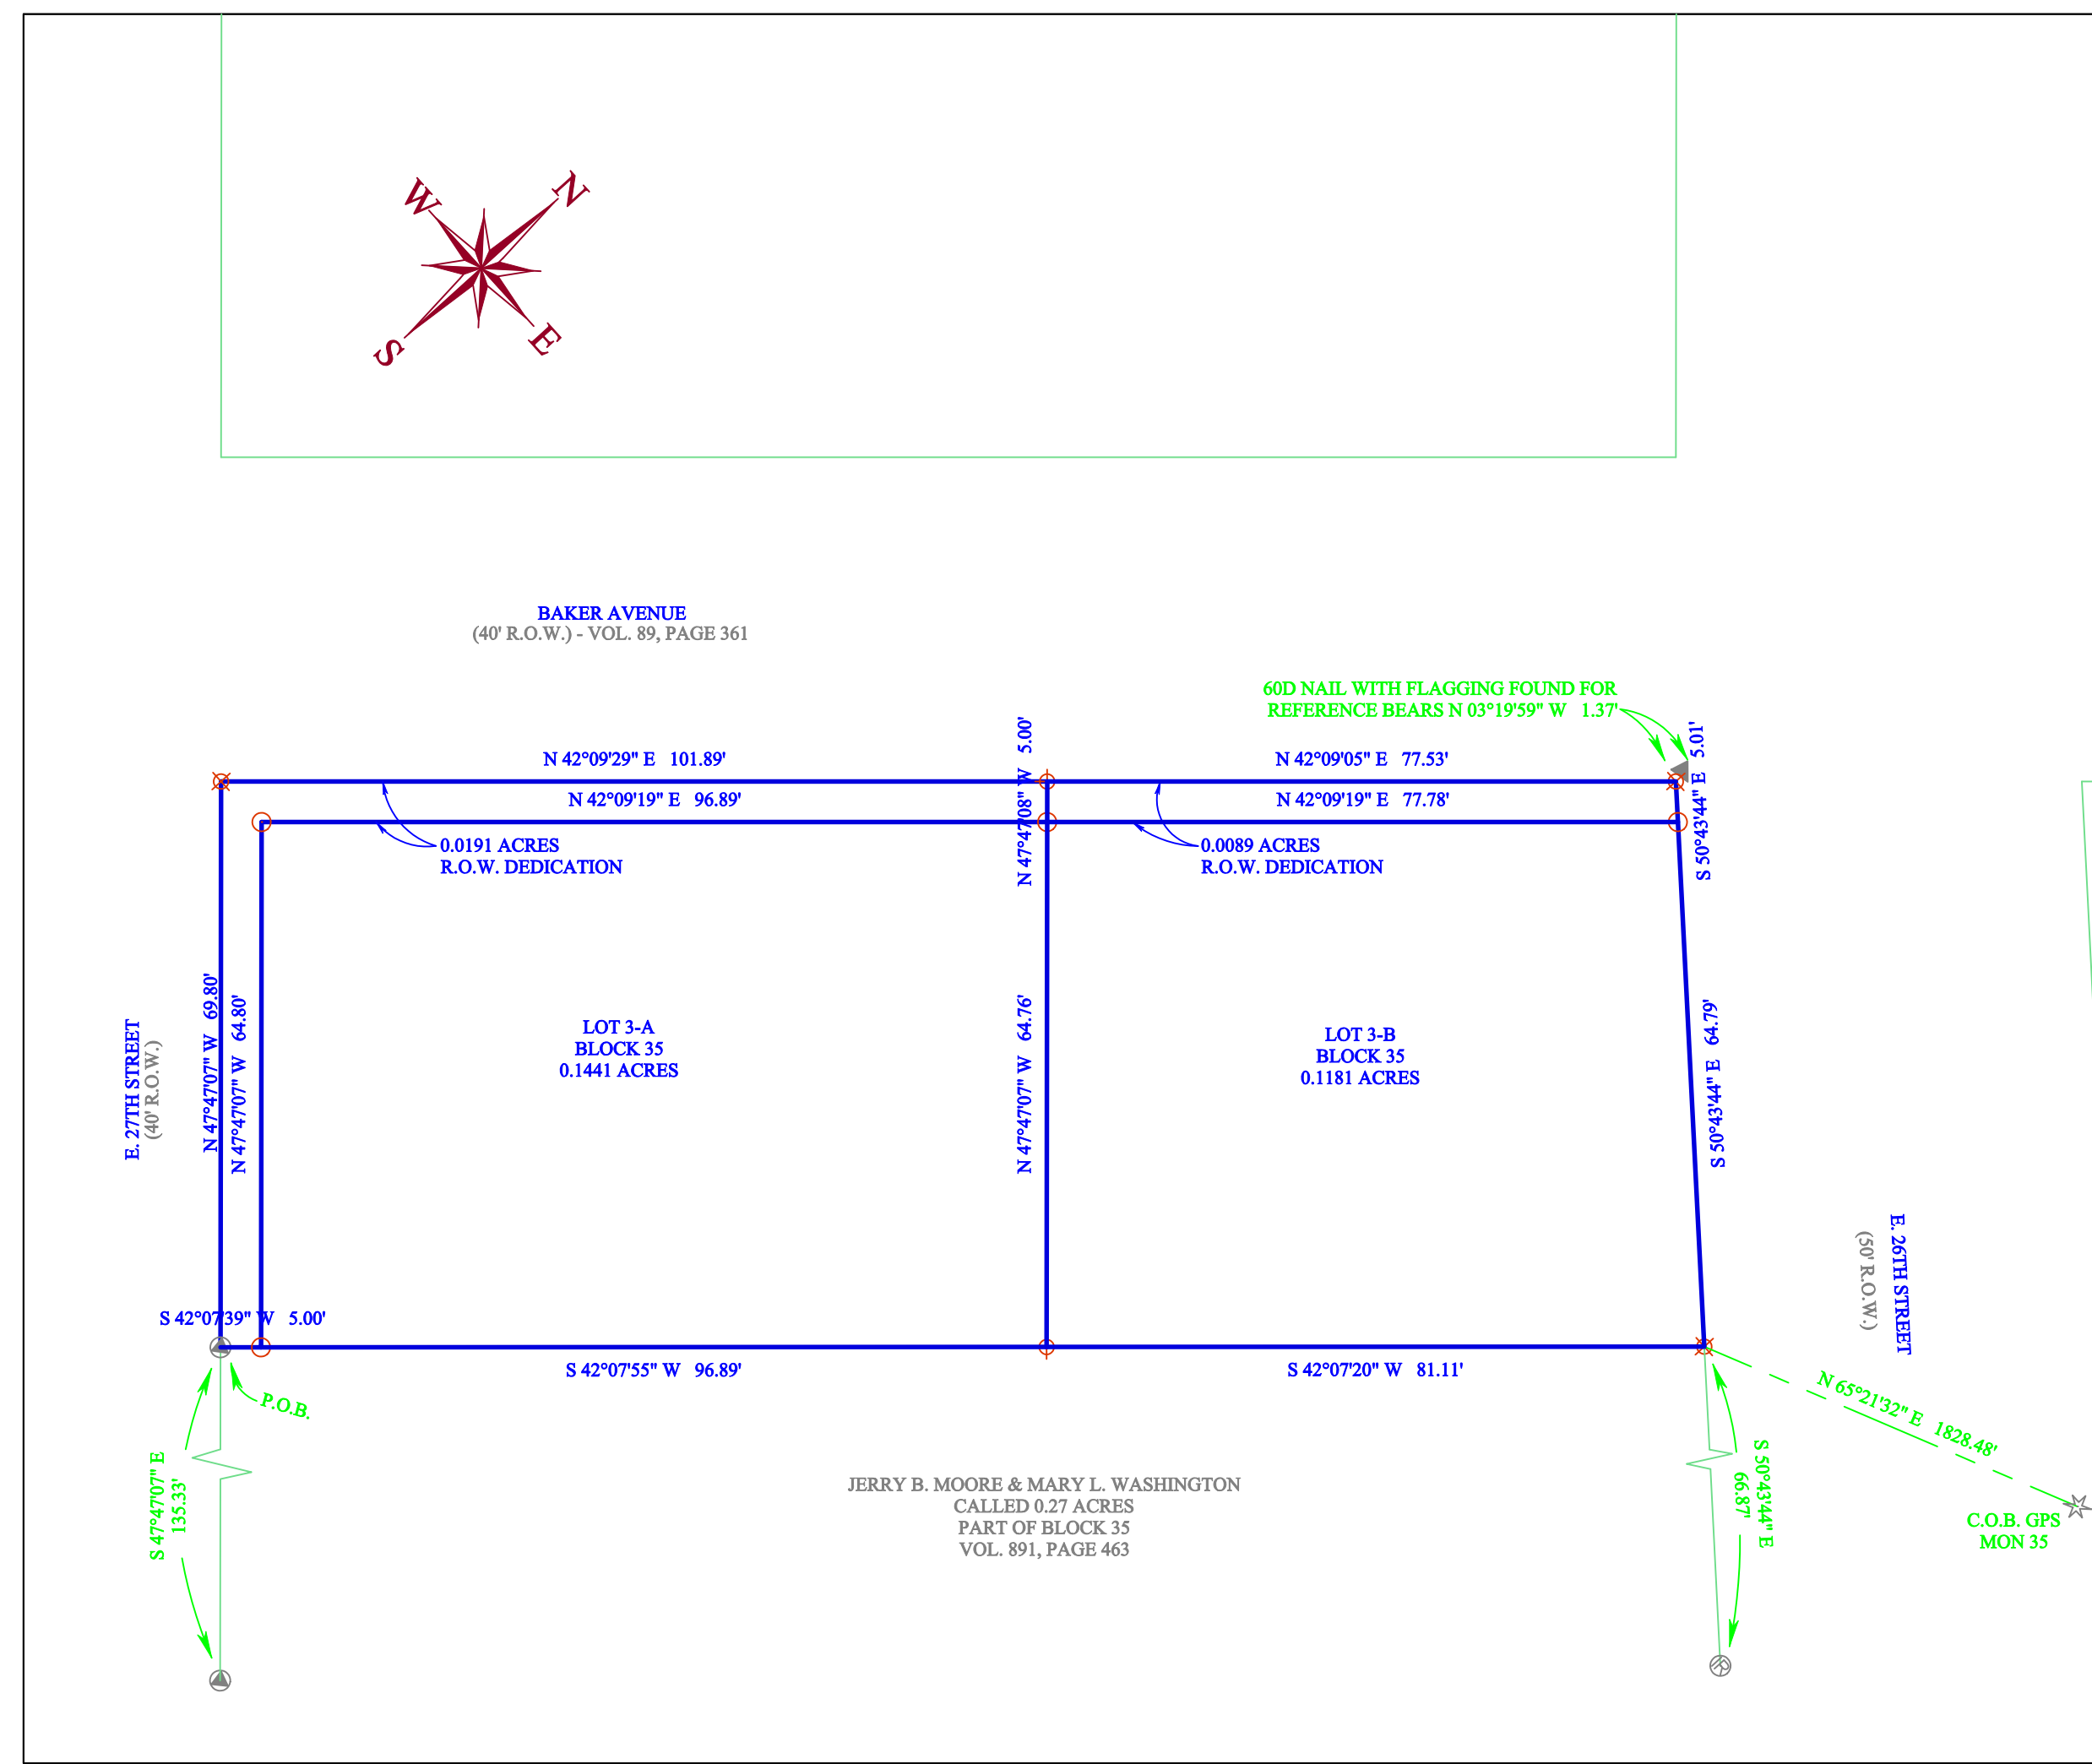 W
N
S
E
BAKER AVENUE
(40' R.O.W.) - VOL. 89, PAGE 361
60D NAIL WITH FLAGGING FOUND FOR
REFERENCE BEARS N 03°19'59" W 1.37'
N 42°09'29" E 101.89'
N 47°47'08" W 5.00'
N 42°09'05" E 77.53'
S 50°43'44" E 5.01'
N 42°09'19" E 96.89'
N 42°09'19" E 77.78'
0.0191 ACRES
R.O.W. DEDICATION
0.0089 ACRES
R.O.W. DEDICATION
E. 27TH STREET
(40' R.O.W.)
N 47°47'07" W 69.80'
N 47°47'07" W 64.80'
LOT 3-A
BLOCK 35
0.1441 ACRES
N 47°47'07" W 64.76'
LOT 3-B
BLOCK 35
0.1181 ACRES
S 50°43'44" E 64.79'
E. 26TH STREET
(50' R.O.W.)
S 42°07'39" W 5.00'
S 42°07'55" W 96.89'
S 42°07'20" W 81.11'
P.O.B.
N 65°21'32" E 1828.48'
S 47°47'07" E
135.33'
JERRY B. MOORE & MARY L. WASHINGTON
CALLED 0.27 ACRES
PART OF BLOCK 35
VOL. 891, PAGE 463
S 50°43'44" E
66.87'
C.O.B. GPS
MON 35
IR